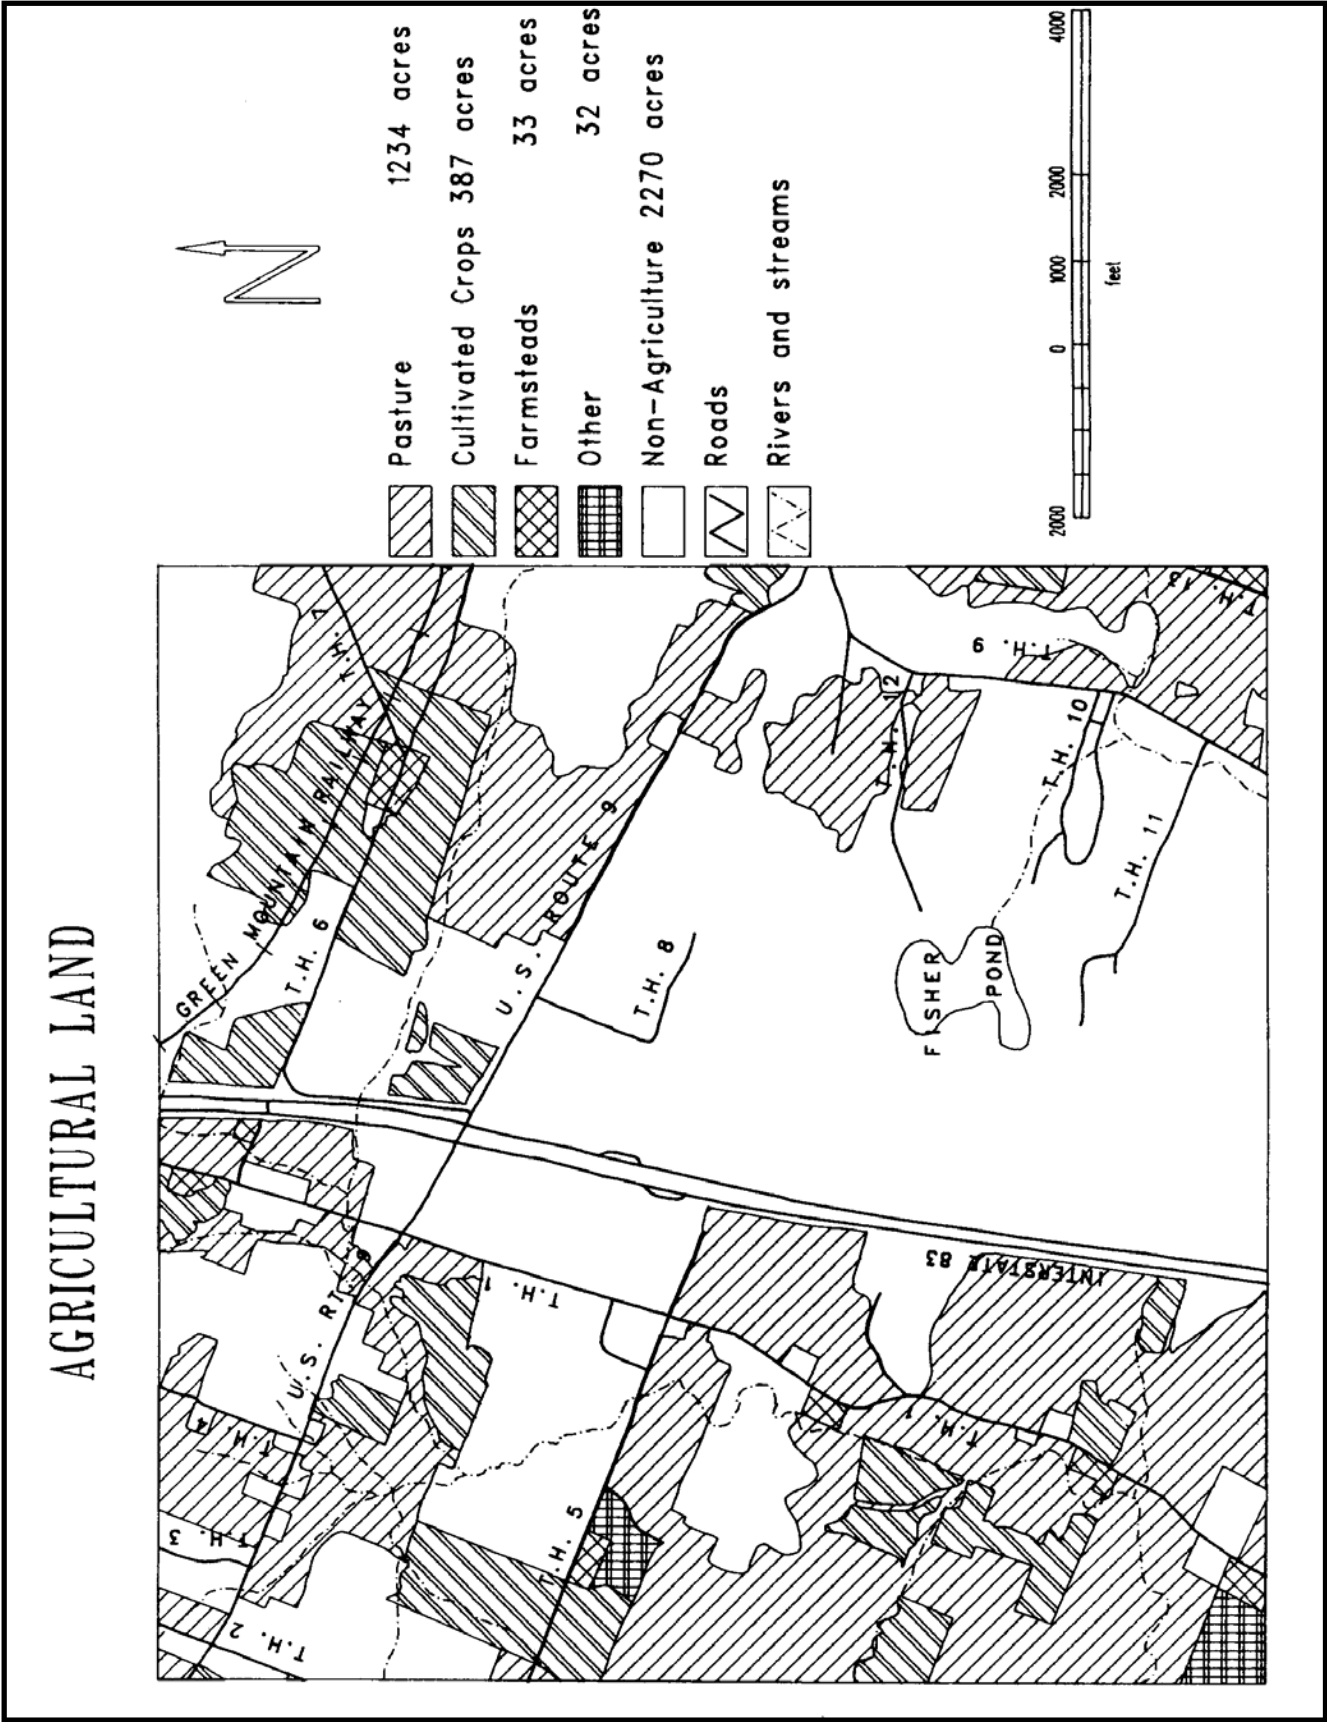 AGRICULTURAL LAND
Pasture 1234 acres
Cultivated Crops 387 acres
Farmsteads 33 acres
Other 32 acres
Non-Agriculture 2270 acres
Roads
Rivers and streams
N
2000 0 1000 2000 4000
feet
GREEN MOUNTAIN RAILWAY
T.H. 7
T.H. 6
U.S. ROUTE 9
T.H. 8
T.H. 12
T.H. 9
T.H. 13
T.H. 10
T.H. 11
FISHER
POND
INTERSTATE 83
U.S. RT. 9
T.H. 1
T.H. 4
T.H. 3
T.H. 2
T.H. 5
T.H. 1